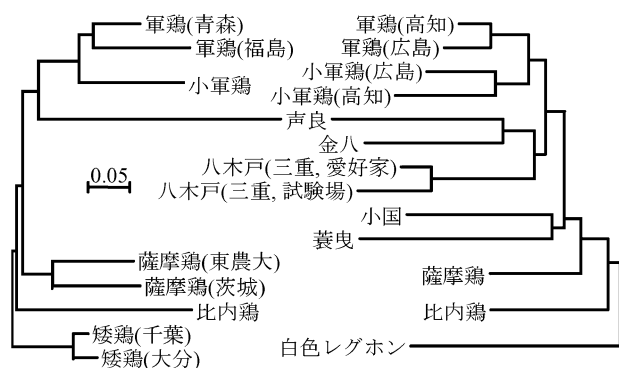 軍鶏(青森)
軍鶏(福島)
小軍鶏
声良
0.05
薩摩鶏(東農大)
薩摩鶏(茨城)
比内鶏
矮鶏(千葉)
矮鶏(大分)
軍鶏(高知)
軍鶏(広島)
小軍鶏(広島)
小軍鶏(高知)
金八
八木戸(三重, 愛好家)
八木戸(三重, 試験場)
小国
蓑曳
薩摩鶏
比内鶏
白色レグホン